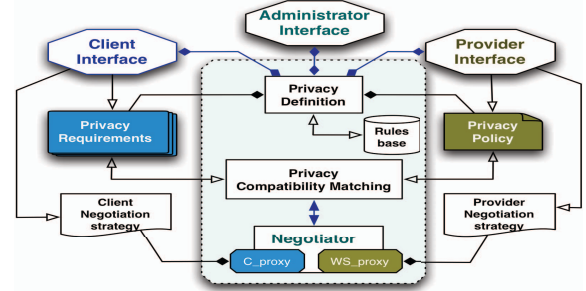 Administrator
Interface
Client
Interface
Provider
Interface
Privacy
Definition
Rules
base
Privacy
Requirements
Privacy
Policy
Privacy
Compatibility Matching
Client
Negotiation
strategy
Provider
Negotiation
strategy
Negotiator
C_proxy
WS_proxy